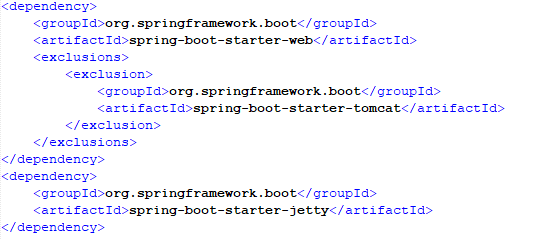 <dependency>
    <groupId>org.springframework.boot</groupId>
    <artifactId>spring-boot-starter-web</artifactId>
    <exclusions>
        <exclusion>
            <groupId>org.springframework.boot</groupId>
            <artifactId>spring-boot-starter-tomcat</artifactId>
        </exclusion>
    </exclusions>
</dependency>
<dependency>
    <groupId>org.springframework.boot</groupId>
    <artifactId>spring-boot-starter-jetty</artifactId>
</dependency>